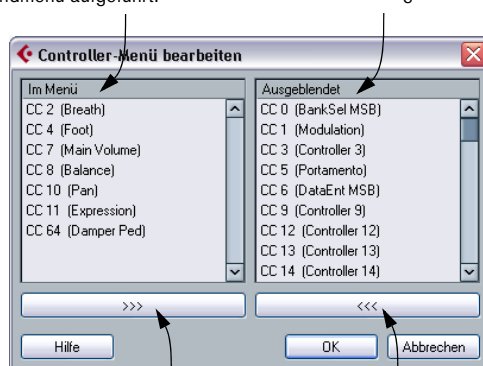 aufgeführt.
Controller-Menü bearbeiten
Im Menü
CC 2 (Breath)
CC 4 (Foot)
CC 7 (Main Volume)
CC 8 (Balance)
CC 10 (Pan)
CC 11 (Expression)
CC 64 (Damper Ped)
Ausgeblendet
CC 0 (BankSel MSB)
CC 1 (Modulation)
CC 3 (Controller 3)
CC 5 (Portamento)
CC 6 (DataEnt MSB)
CC 9 (Controller 9)
CC 12 (Controller 12)
CC 13 (Controller 13)
CC 14 (Controller 14)
>>>
<<<
Hilfe
OK
Abbrechen